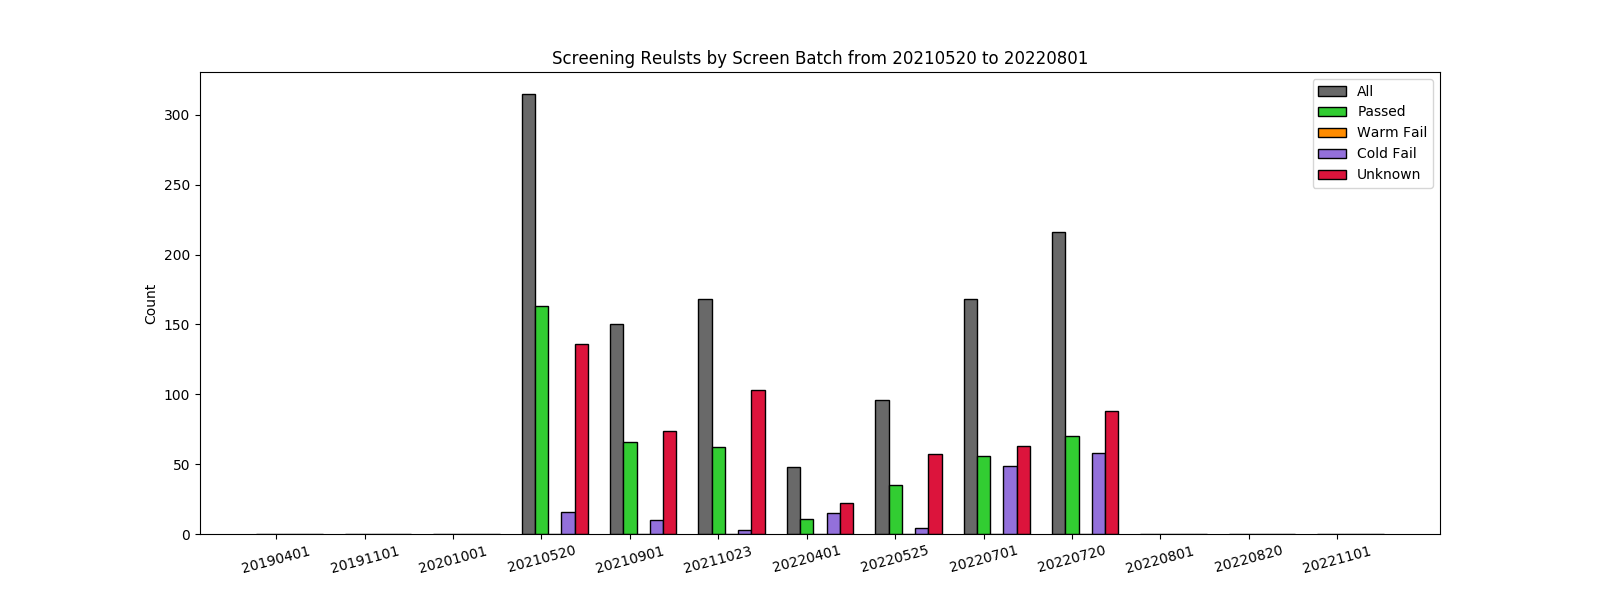 Screening Reulsts by Screen Batch from 20210520 to 20220801
All
Passed
Warm Fail
Cold Fail
Unknown
Count
300
250
200
150
100
50
0
20190401
20191101
20201001
20210520
20210901
20211023
20220401
20220525
20220701
20220720
20220801
20220820
20221101